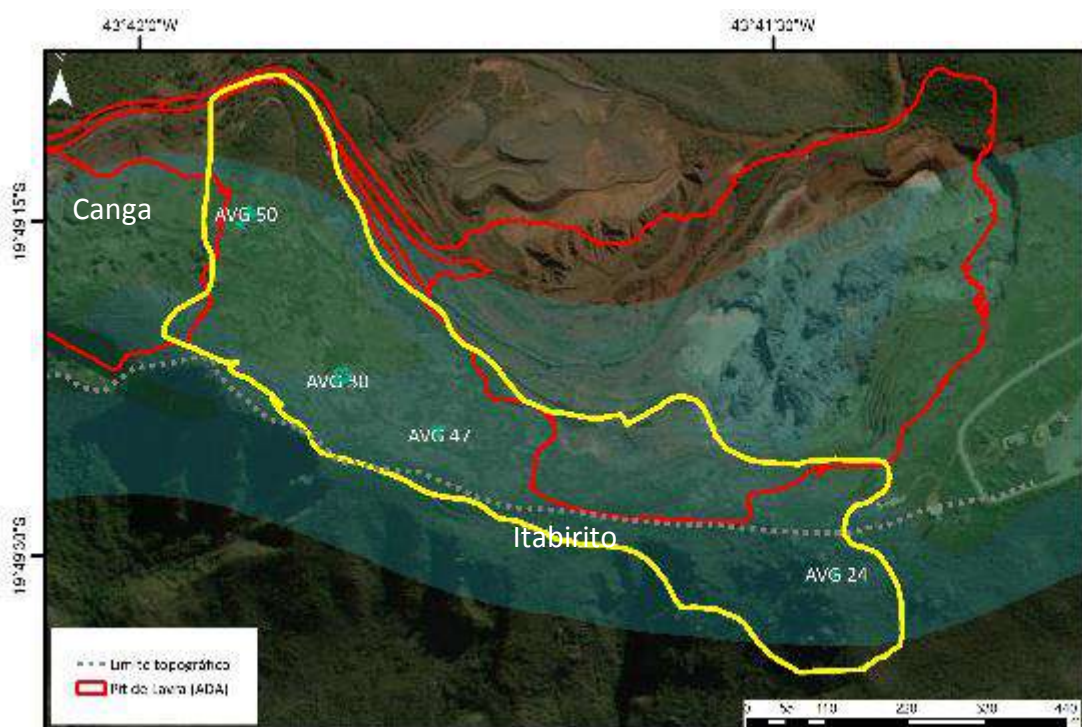 43°42'0"W
43°41'30"W
N
19°49'15"S
Canga
AVG 50
AVG 30
AVG 47
Itabirito
19°49'30"S
AVG 24
Limite topográfico
Pit de Lavra (ADA)
0 55 110 220 330 440